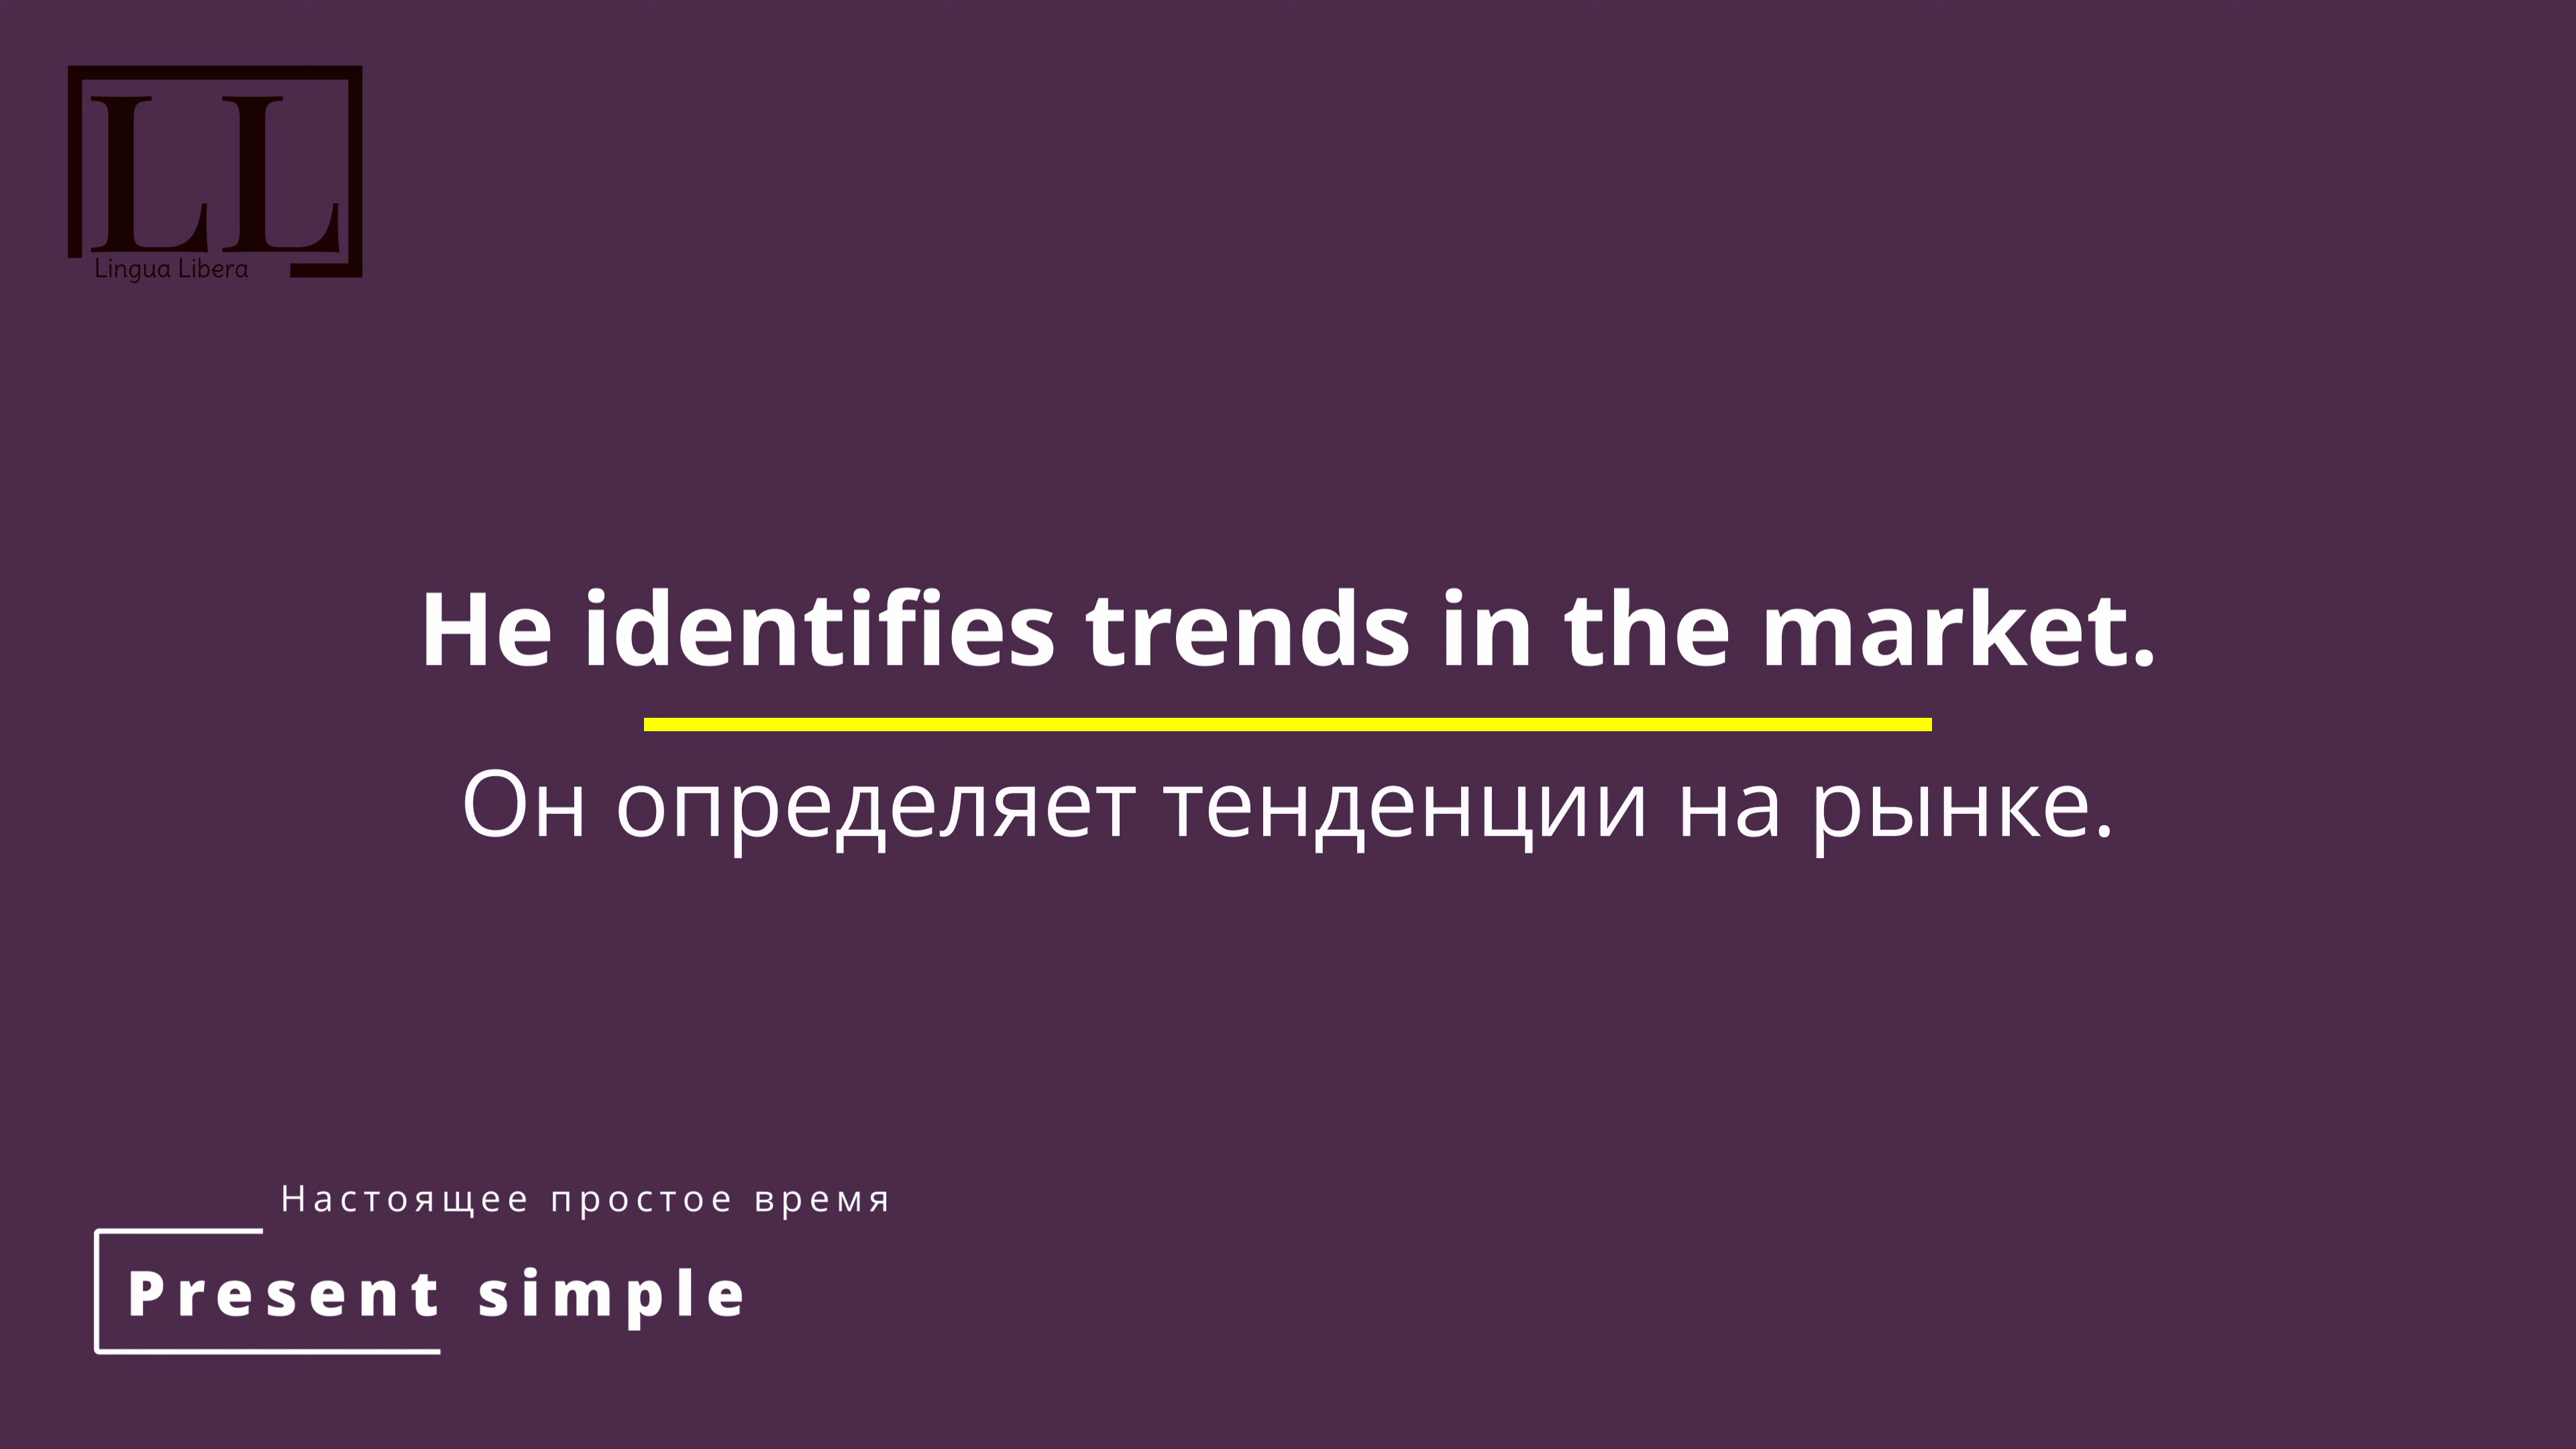 LL
Lingua Libera
He identifies trends in the market.
Он определяет тенденции на рынке.
Настоящее простое время
Present simple